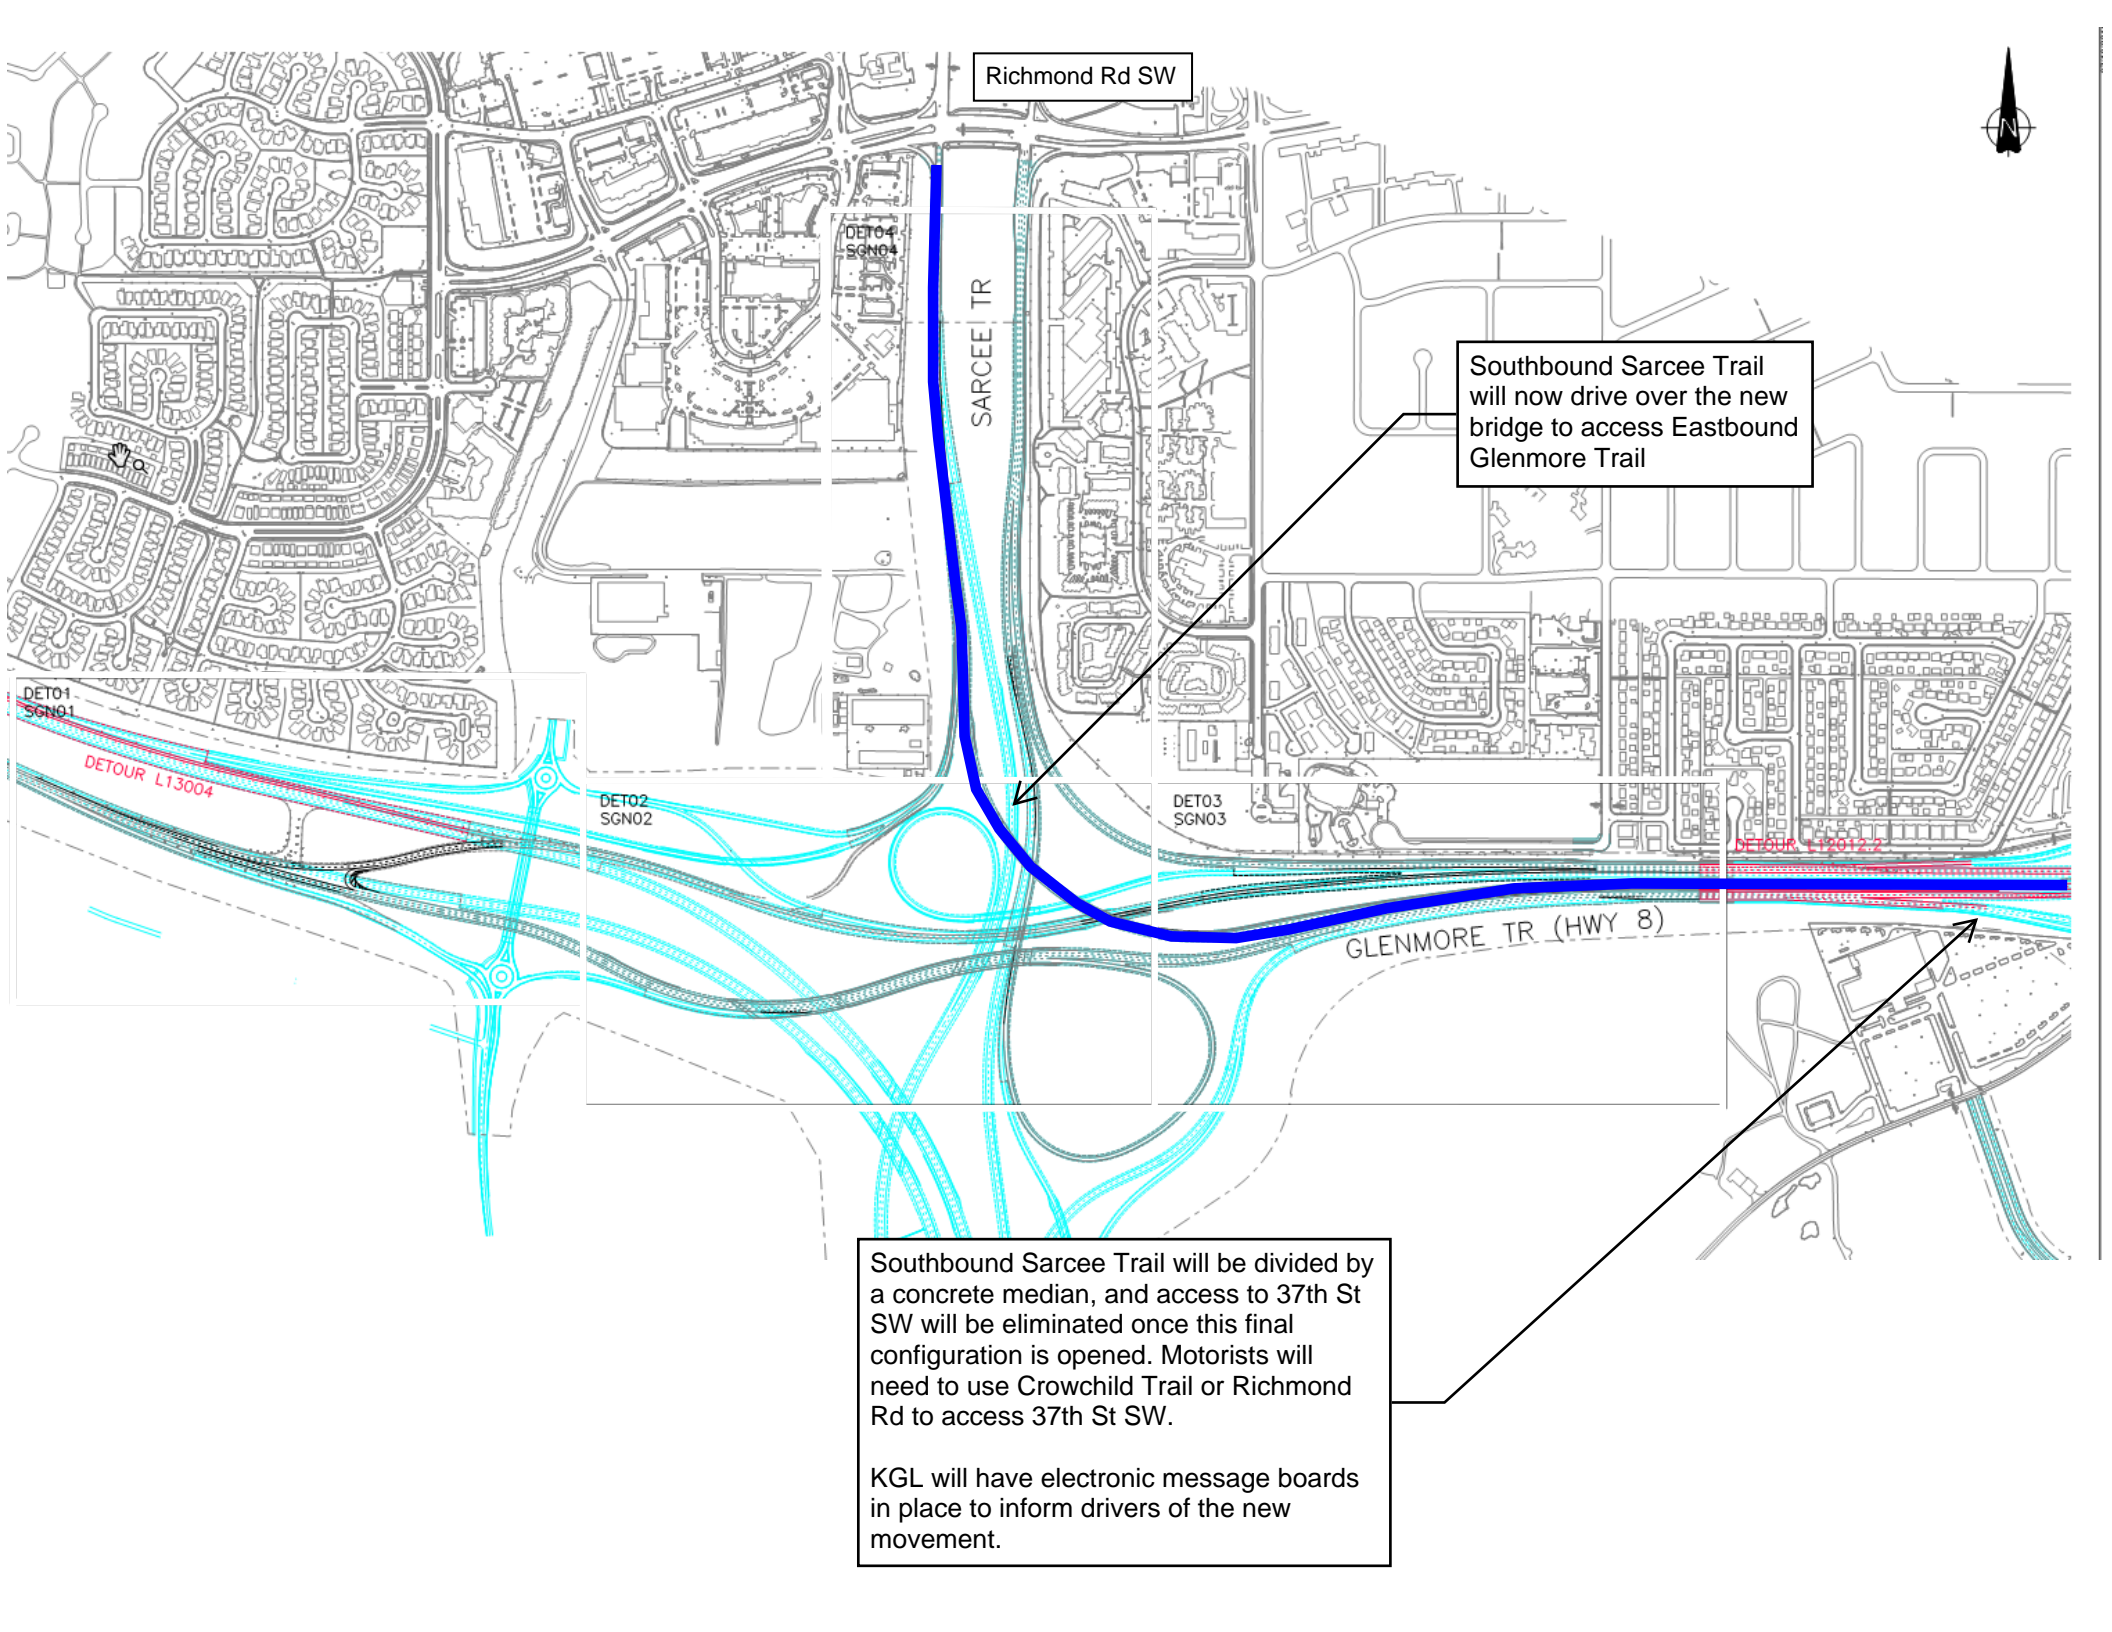 Richmond Rd SW
N
DET04
SGN04
SARCEE TR
Southbound Sarcee Trail
will now drive over the new
bridge to access Eastbound
Glenmore Trail
DET01
SGN01
DETOUR L13004
DET02
SGN02
DET03
SGN03
DETOUR L12012.2
GLENMORE TR (HWY 8)
Southbound Sarcee Trail will be divided by
a concrete median, and access to 37th St
SW will be eliminated once this final
configuration is opened. Motorists will
need to use Crowchild Trail or Richmond
Rd to access 37th St SW.
KGL will have electronic message boards
in place to inform drivers of the new
movement.